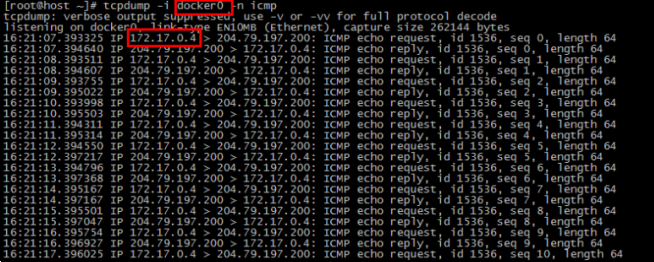 [root@host ~]# tcpdump -i docker0 -n icmp
tcpdump: verbose output suppressed, use -v or -vv for full protocol decode
listening on docker0, link-type EN10MB (Ethernet), capture size 262144 bytes
16:21:07.393325 IP 172.17.0.4 > 204.79.197.200: ICMP echo request, id 1536, seq 0, length 64
16:21:07.394640 IP 204.79.197.200 > 172.17.0.4: ICMP echo reply, id 1536, seq 0, length 64
16:21:08.393511 IP 172.17.0.4 > 204.79.197.200: ICMP echo request, id 1536, seq 1, length 64
16:21:08.394607 IP 204.79.197.200 > 172.17.0.4: ICMP echo reply, id 1536, seq 1, length 64
16:21:09.393755 IP 172.17.0.4 > 204.79.197.200: ICMP echo request, id 1536, seq 2, length 64
16:21:09.395022 IP 204.79.197.200 > 172.17.0.4: ICMP echo reply, id 1536, seq 2, length 64
16:21:10.393998 IP 172.17.0.4 > 204.79.197.200: ICMP echo request, id 1536, seq 3, length 64
16:21:10.395503 IP 204.79.197.200 > 172.17.0.4: ICMP echo reply, id 1536, seq 3, length 64
16:21:11.394311 IP 172.17.0.4 > 204.79.197.200: ICMP echo request, id 1536, seq 4, length 64
16:21:11.395314 IP 204.79.197.200 > 172.17.0.4: ICMP echo reply, id 1536, seq 4, length 64
16:21:12.394550 IP 172.17.0.4 > 204.79.197.200: ICMP echo request, id 1536, seq 5, length 64
16:21:12.397217 IP 204.79.197.200 > 172.17.0.4: ICMP echo reply, id 1536, seq 5, length 64
16:21:13.394796 IP 172.17.0.4 > 204.79.197.200: ICMP echo request, id 1536, seq 6, length 64
16:21:13.397368 IP 204.79.197.200 > 172.17.0.4: ICMP echo reply, id 1536, seq 6, length 64
16:21:14.395167 IP 172.17.0.4 > 204.79.197.200: ICMP echo request, id 1536, seq 7, length 64
16:21:14.397167 IP 204.79.197.200 > 172.17.0.4: ICMP echo reply, id 1536, seq 7, length 64
16:21:15.395501 IP 172.17.0.4 > 204.79.197.200: ICMP echo request, id 1536, seq 8, length 64
16:21:15.397047 IP 204.79.197.200 > 172.17.0.4: ICMP echo reply, id 1536, seq 8, length 64
16:21:16.395754 IP 172.17.0.4 > 204.79.197.200: ICMP echo request, id 1536, seq 9, length 64
16:21:16.396927 IP 204.79.197.200 > 172.17.0.4: ICMP echo reply, id 1536, seq 9, length 64
16:21:17.396025 IP 172.17.0.4 > 204.79.197.200: ICMP echo request, id 1536, seq 10, length 64